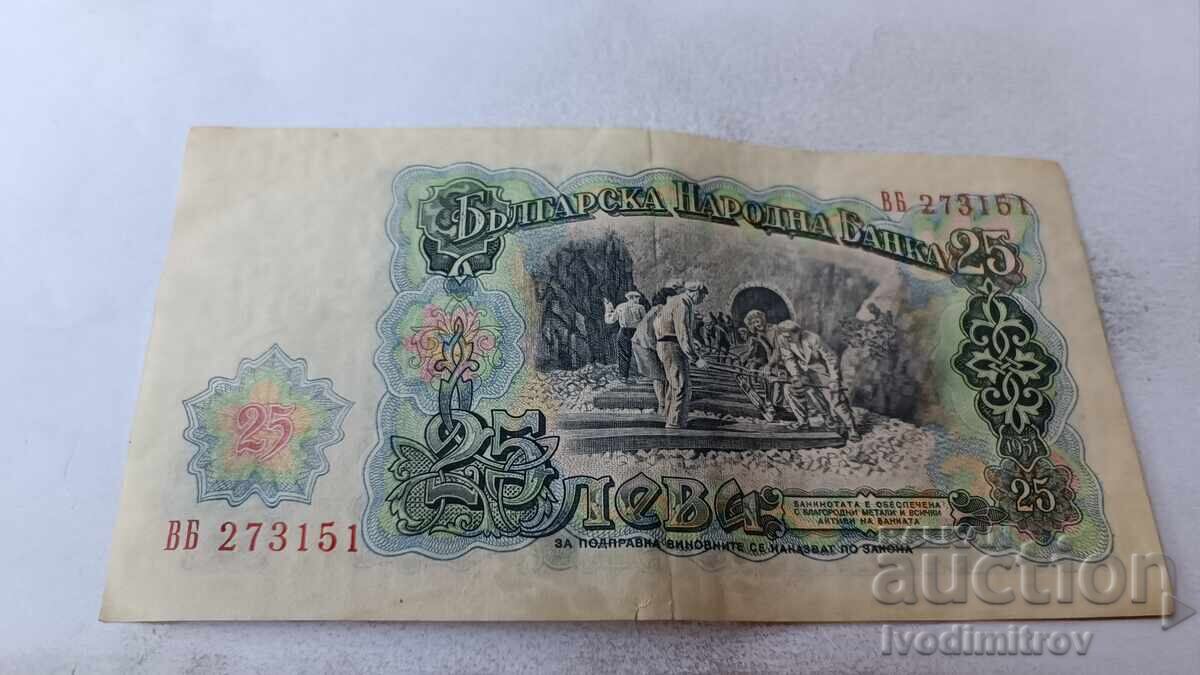 Българска Народна Банка
ВБ 273151
25
25
1951
25
25 лева
БАНКНОТАТА Е ОБЕЗПЕЧЕНА
С БЛАГОРОДНИ МЕТАЛИ И ВСИЧКИ
АКТИВИ НА БАНКАТА
ВБ 273151
ЗА ПОДПРАВКА ВИНОВНИТЕ СЕ НАКАЗВАТ ПО ЗАКОНА
auction
Ivodimitrov